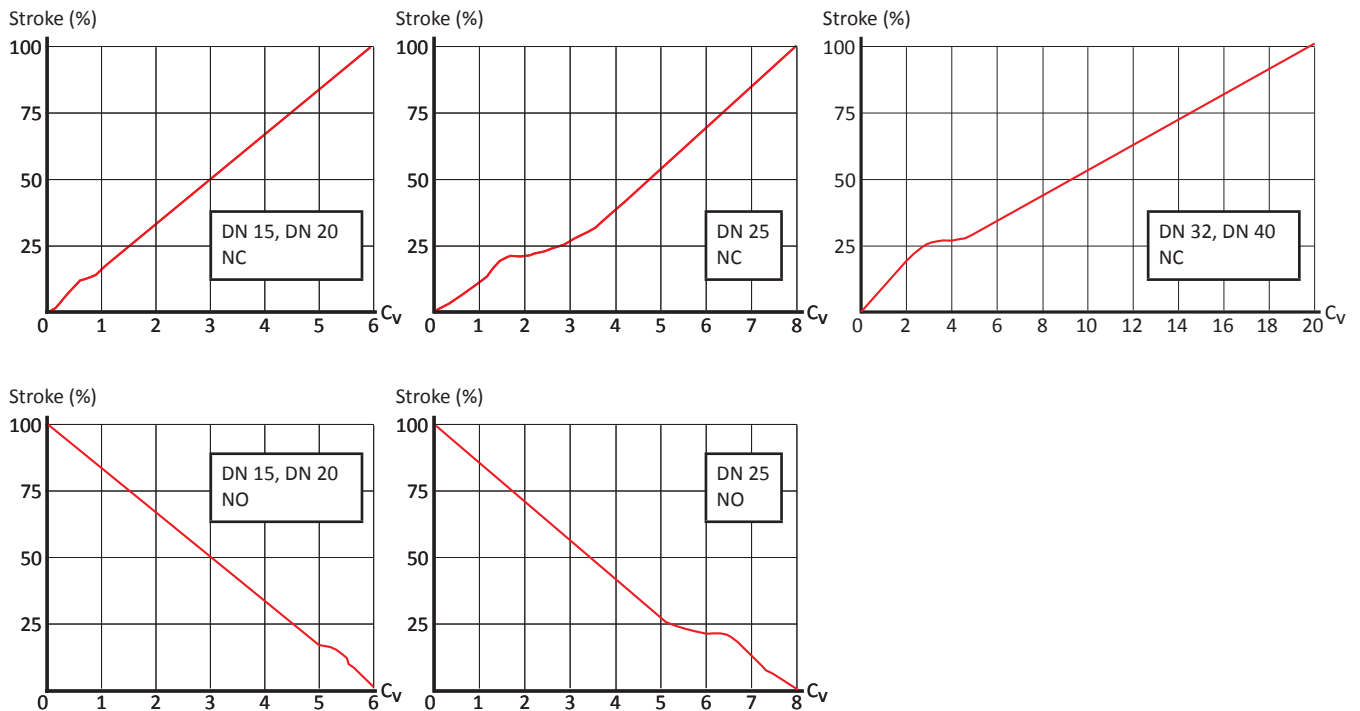 Stroke (%)
100
75
50
25
0 1 2 3 4 5 6 Cv
DN 15, DN 20
NC
Stroke (%)
100
75
50
25
0 1 2 3 4 5 6 7 8 Cv
DN 25
NC
Stroke (%)
100
75
50
25
0 2 4 6 8 10 12 14 16 18 20 Cv
DN 32, DN 40
NC
Stroke (%)
100
75
50
25
0 1 2 3 4 5 6 Cv
DN 15, DN 20
NO
Stroke (%)
100
75
50
25
0 1 2 3 4 5 6 7 8 Cv
DN 25
NO